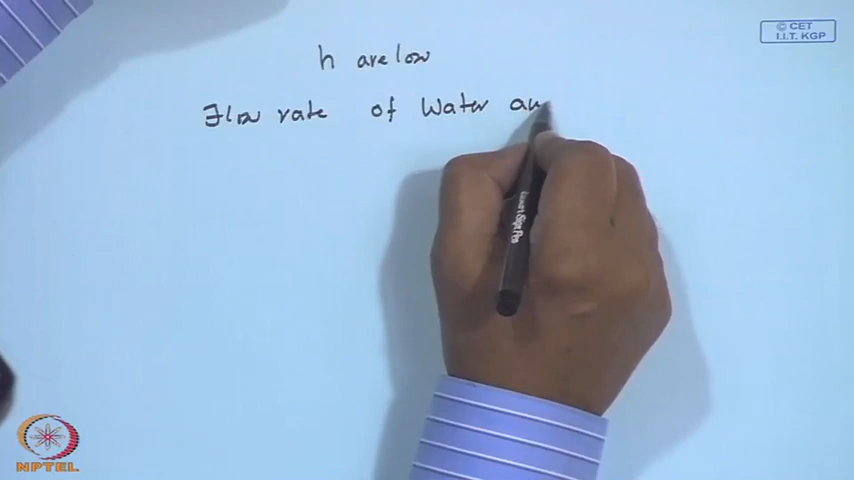 © CET
I.I.T. KGP
h are low
Flow rate of Water
NPTEL